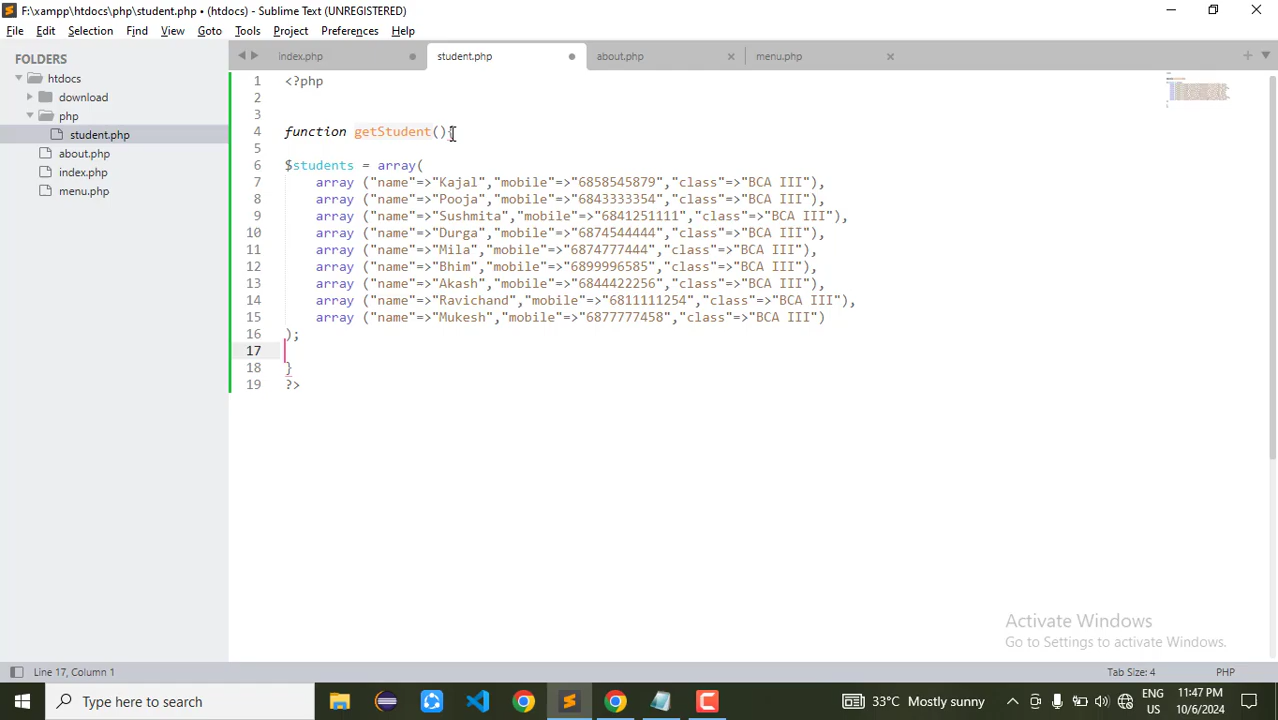 F:\xampp\htdocs\php\student.php • (htdocs) - Sublime Text (UNREGISTERED)
File Edit Selection Find View Goto Tools Project Preferences Help
FOLDERS
htdocs
download
php
student.php
about.php
index.php
menu.php
index.php student.php about.php menu.php
1 <?php
2
3
4 function getStudent(){
5
6 $students = array(
7 array ("name"=>"Kajal","mobile"=>"6858545879","class"=>"BCA III"),
8 array ("name"=>"Pooja","mobile"=>"6843333354","class"=>"BCA III"),
9 array ("name"=>"Sushmita","mobile"=>"6841251111","class"=>"BCA III"),
10 array ("name"=>"Durga","mobile"=>"6874544444","class"=>"BCA III"),
11 array ("name"=>"Mila","mobile"=>"6874777444","class"=>"BCA III"),
12 array ("name"=>"Bhim","mobile"=>"6899996585","class"=>"BCA III"),
13 array ("name"=>"Akash","mobile"=>"6844422256","class"=>"BCA III"),
14 array ("name"=>"Ravichand","mobile"=>"6811111254","class"=>"BCA III"),
15 array ("name"=>"Mukesh","mobile"=>"6877777458","class"=>"BCA III")
16 );
17
18 }
19 ?>
Activate Windows
Go to Settings to activate Windows.
Line 17, Column 1 Tab Size: 4 PHP
Type here to search 33°C Mostly sunny ENG US 11:47 PM 10/6/2024